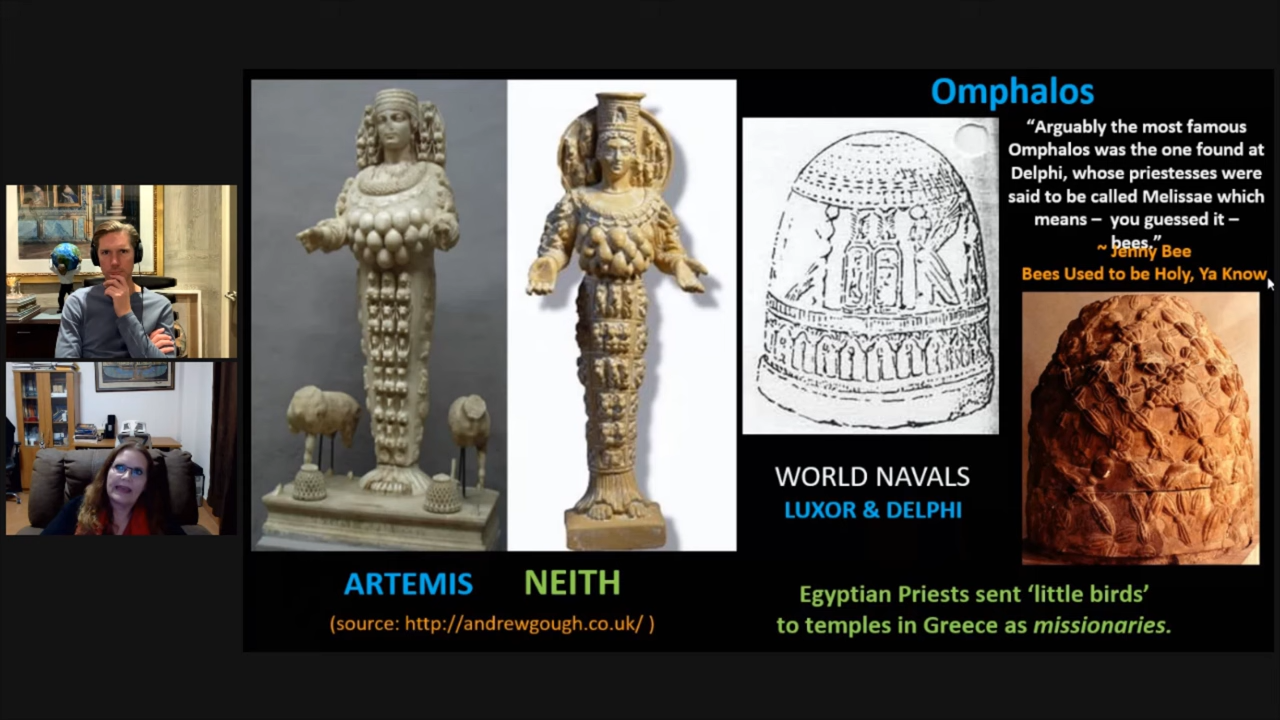 Omphalos
“Arguably the most famous
Omphalos was the one found at
Delphi, whose priestesses were
said to be called Melissae which
means – you guessed it –
bees.”
~ Jenny Bee
Bees Used to be Holy, Ya Know
WORLD NAVALS
LUXOR & DELPHI
ARTEMIS NEITH
(source: http://andrewgough.co.uk/ )
Egyptian Priests sent ‘little birds’
to temples in Greece as missionaries.